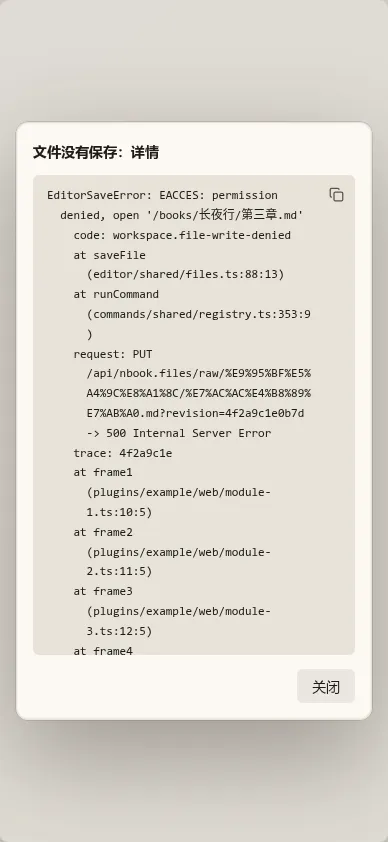 文件没有保存：详情
EditorSaveError: EACCES: permission
denied, open '/books/长夜行/第三章.md'
code: workspace.file-write-denied
at saveFile
(editor/shared/files.ts:88:13)
at runCommand
(commands/shared/registry.ts:353:9
)
request: PUT
/api/nbook.files/raw/%E9%95%BF%E5%
A4%9C%E8%A1%8C/%E7%AC%AC%E4%B8%89%
E7%AB%A0.md?revision=4f2a9c1e0b7d
-> 500 Internal Server Error
trace: 4f2a9c1e
at frame1
(plugins/example/web/module-
1.ts:10:5)
at frame2
(plugins/example/web/module-
2.ts:11:5)
at frame3
(plugins/example/web/module-
3.ts:12:5)
at frame4
关闭